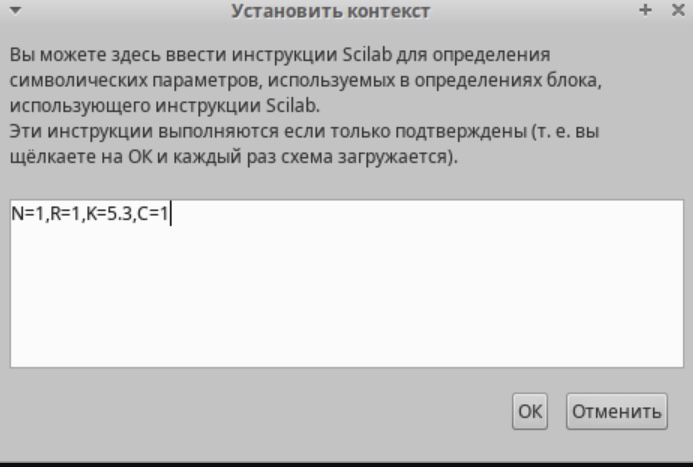 Установить контекст
Вы можете здесь ввести инструкции Scilab для определения
символических параметров, используемых в определениях блока,
использующего инструкции Scilab.
Эти инструкции выполняются если только подтверждены (т. е. вы
щёлкаете на ОК и каждый раз схема загружается).
N=1,R=1,K=5.3,C=1
ОК
Отменить